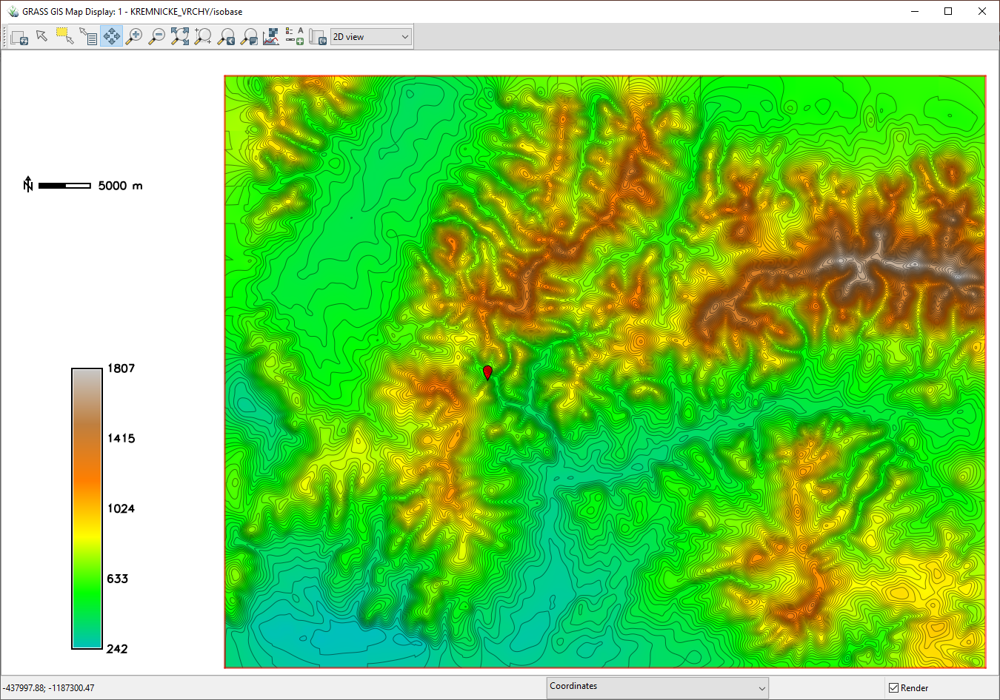 GRASS GIS Map Display: 1 - KREMNICKE_VRCHY/isobase
A
2D view
N
5000 m
1807
1415
1024
633
242
-437997.88; -1187300.47
Coordinates
Render